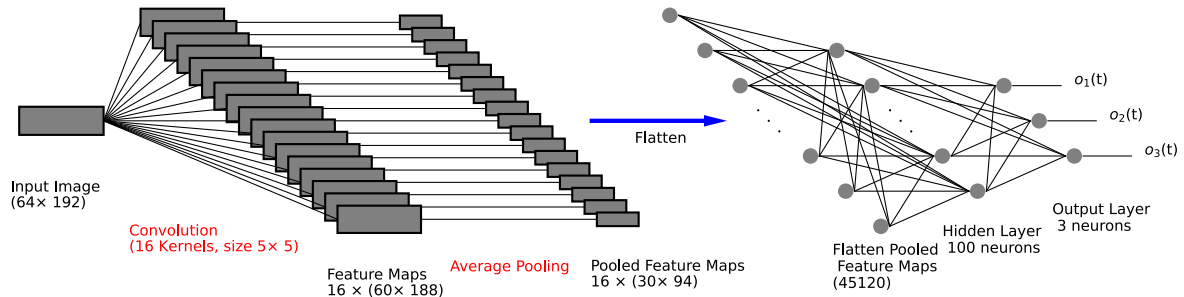 Input Image
(64× 192)
Convolution
(16 Kernels, size 5× 5)
Feature Maps
16 × (60× 188)
Average Pooling
Pooled Feature Maps
16 × (30× 94)
Flatten
Flatten Pooled
Feature Maps
(45120)
Hidden Layer
100 neurons
Output Layer
3 neurons
o₁(t)
o₂(t)
o₃(t)